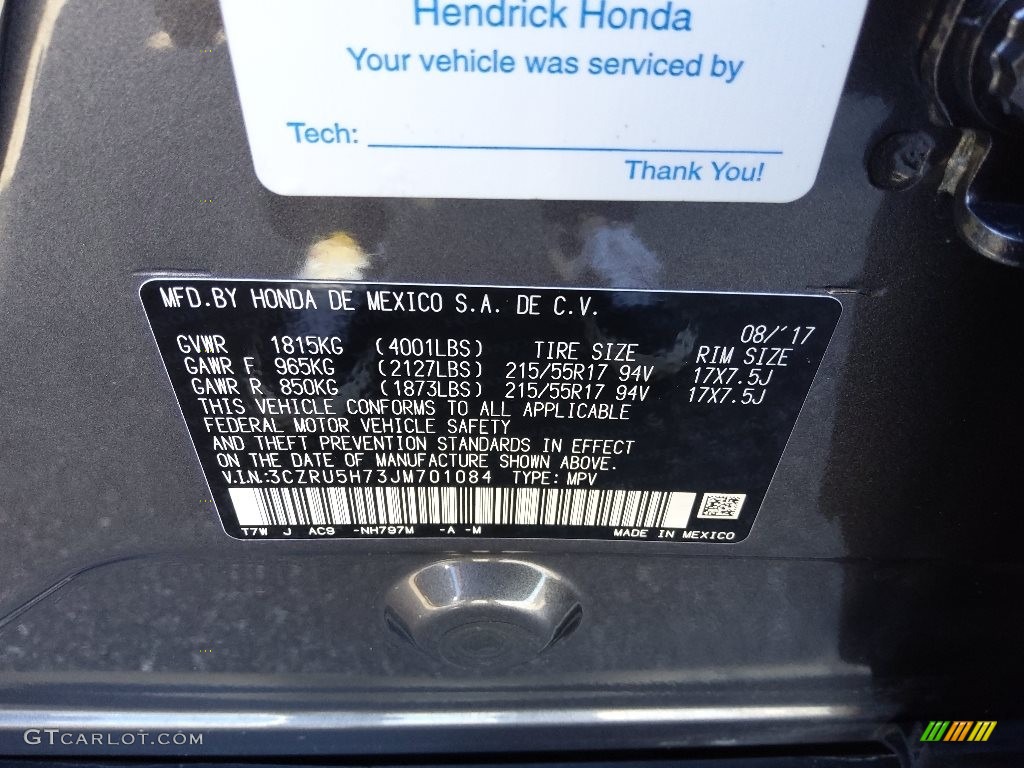 Hendrick Honda
Your vehicle was serviced by
Tech:
Thank You!
MFD.BY HONDA DE MEXICO S.A. DE C.V.
08/'17
GVWR 1815KG (4001LBS) TIRE SIZE RIM SIZE
GAWR F. 965KG (2127LBS) 215/55R17 94V 17X7.5J
GAWR R. 850KG (1873LBS) 215/55R17 94V 17X7.5J
THIS VEHICLE CONFORMS TO ALL APPLICABLE
FEDERAL MOTOR VEHICLE SAFETY
AND THEFT PREVENTION STANDARDS IN EFFECT
ON THE DATE OF MANUFACTURE SHOWN ABOVE.
V.I.N.:3CZRU5H73JM701084 TYPE: MPV
T7W J AC9 -NH797M -A -M MADE IN MEXICO
GTCARLOT.COM